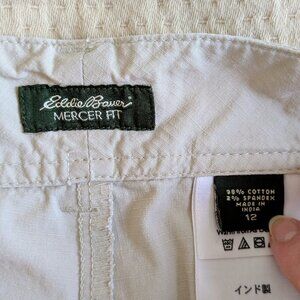 Eddie Bauer
MERCER FIT
98% COTTON
2% SPANDEX
MADE IN
INDIA
12
インド製